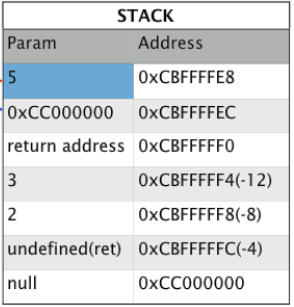 STACK
Param Address
5 0xCBFFFFE8
0xCC000000 0xCBFFFFEC
return address 0xCBFFFFF0
3 0xCBFFFFF4(-12)
2 0xCBFFFFF8(-8)
undefined(ret) 0xCBFFFFFC(-4)
null 0xCC000000